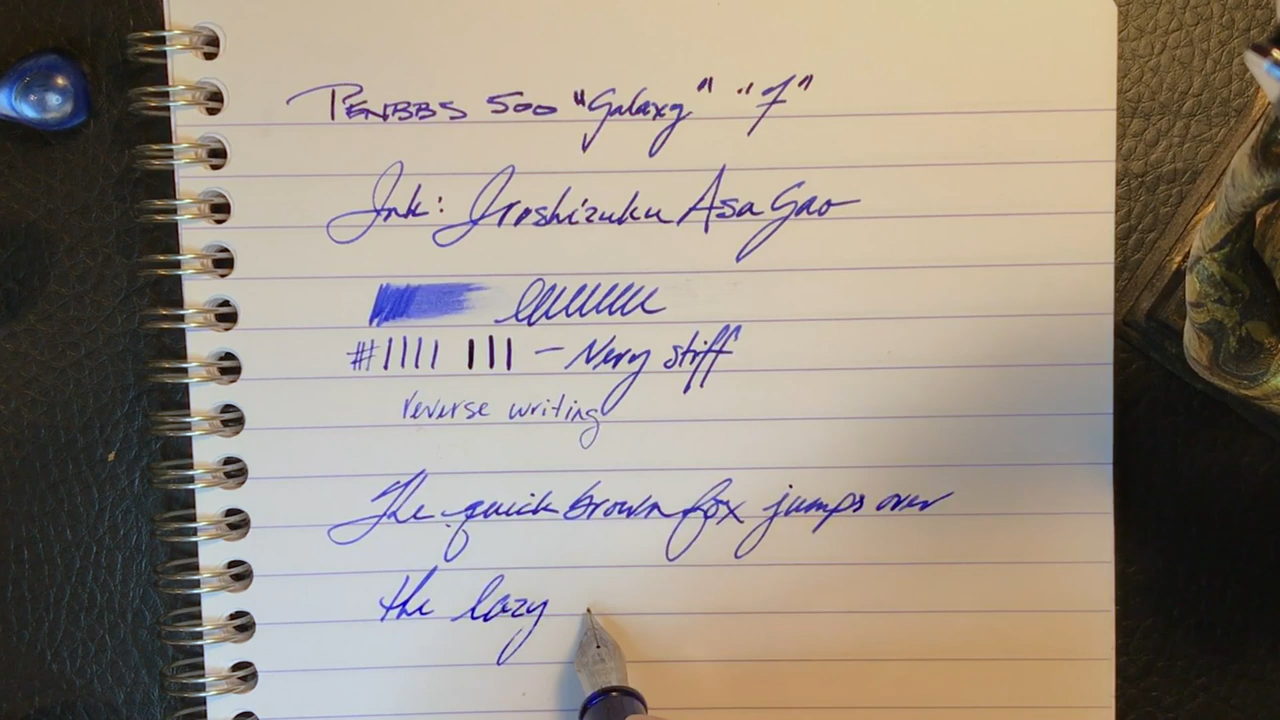 PENBBS 500 "Galaxy" "F"
Ink: Iroshizuku Asa Gao
# – Very stiff
reverse writing
The quick brown fox jumps over
the lazy